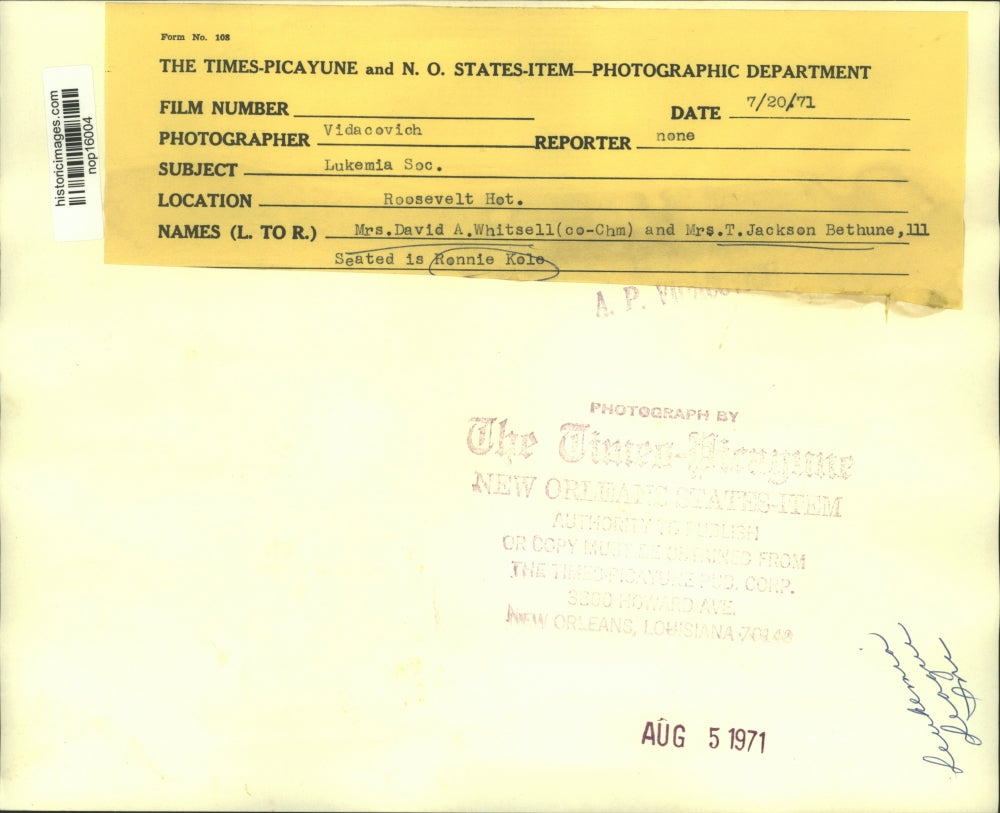 Form No. 108
THE TIMES-PICAYUNE and N. O. STATES-ITEM—PHOTOGRAPHIC DEPARTMENT
FILM NUMBER
DATE 7/20/71
PHOTOGRAPHER Vidacovich REPORTER none
SUBJECT Lukemia Soc.
LOCATION Roosevelt Hot.
NAMES (L. TO R.) Mrs.David A.Whitsell(co-Chm) and Mrs.T.Jackson Bethune,lll
Seated is Ronnie Kole
historicimages.com
nop16004
A. P.
PHOTOGRAPH BY
The Times-Picayune
NEW ORLEANS STATES-ITEM
AUTHORITY TO PUBLISH
OR COPY MUST BE OBTAINED FROM
THE TIMES-PICAYUNE PUB. CORP.
3800 HOWARD AVE.
NEW ORLEANS, LOUISIANA 70140
AUG 5 1971
Leukemia